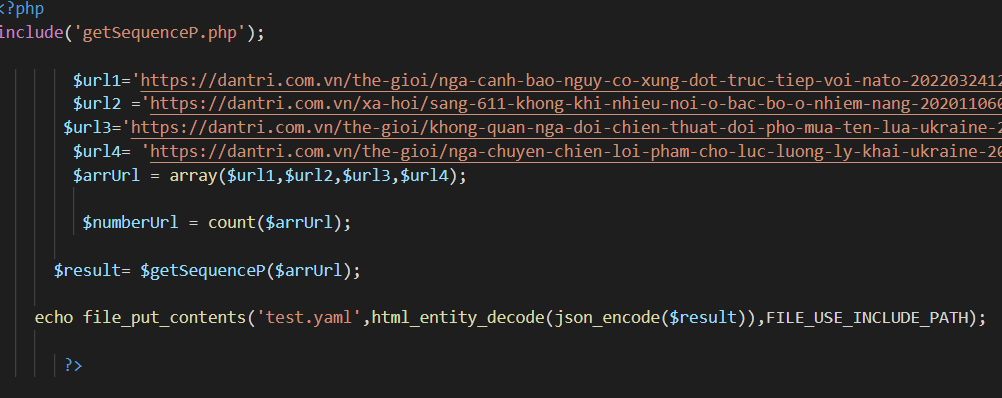 <?php
include('getSequenceP.php');
$url1='https://dantri.com.vn/the-gioi/nga-canh-bao-nguy-co-xung-dot-truc-tiep-voi-nato-2022032412
$url2 ='https://dantri.com.vn/xa-hoi/sang-611-khong-khi-nhieu-noi-o-bac-bo-o-nhiem-nang-202011060
$url3='https://dantri.com.vn/the-gioi/khong-quan-nga-doi-chien-thuat-doi-pho-mua-ten-lua-ukraine-2
$url4= 'https://dantri.com.vn/the-gioi/nga-chuyen-chien-loi-pham-cho-luc-luong-ly-khai-ukraine-20
$arrUrl = array($url1,$url2,$url3,$url4);
$numberUrl = count($arrUrl);
$result= $getSequenceP($arrUrl);
echo file_put_contents('test.yaml',html_entity_decode(json_encode($result)),FILE_USE_INCLUDE_PATH);
?>